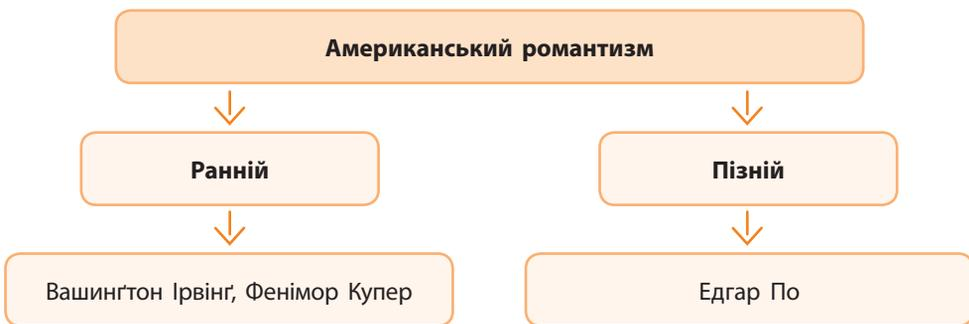 Американський романтизм
Ранній
Пізній
Вашинґтон Ірвінґ, Фенімор Купер
Едгар По